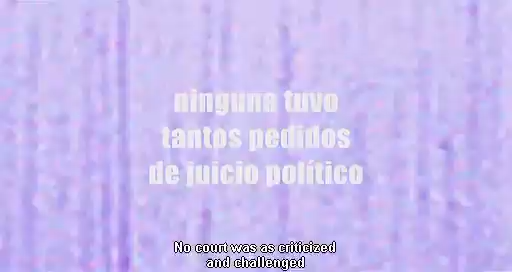 ninguna tuvo
tantos pedidos
de juicio político
No court was as criticized
and challenged